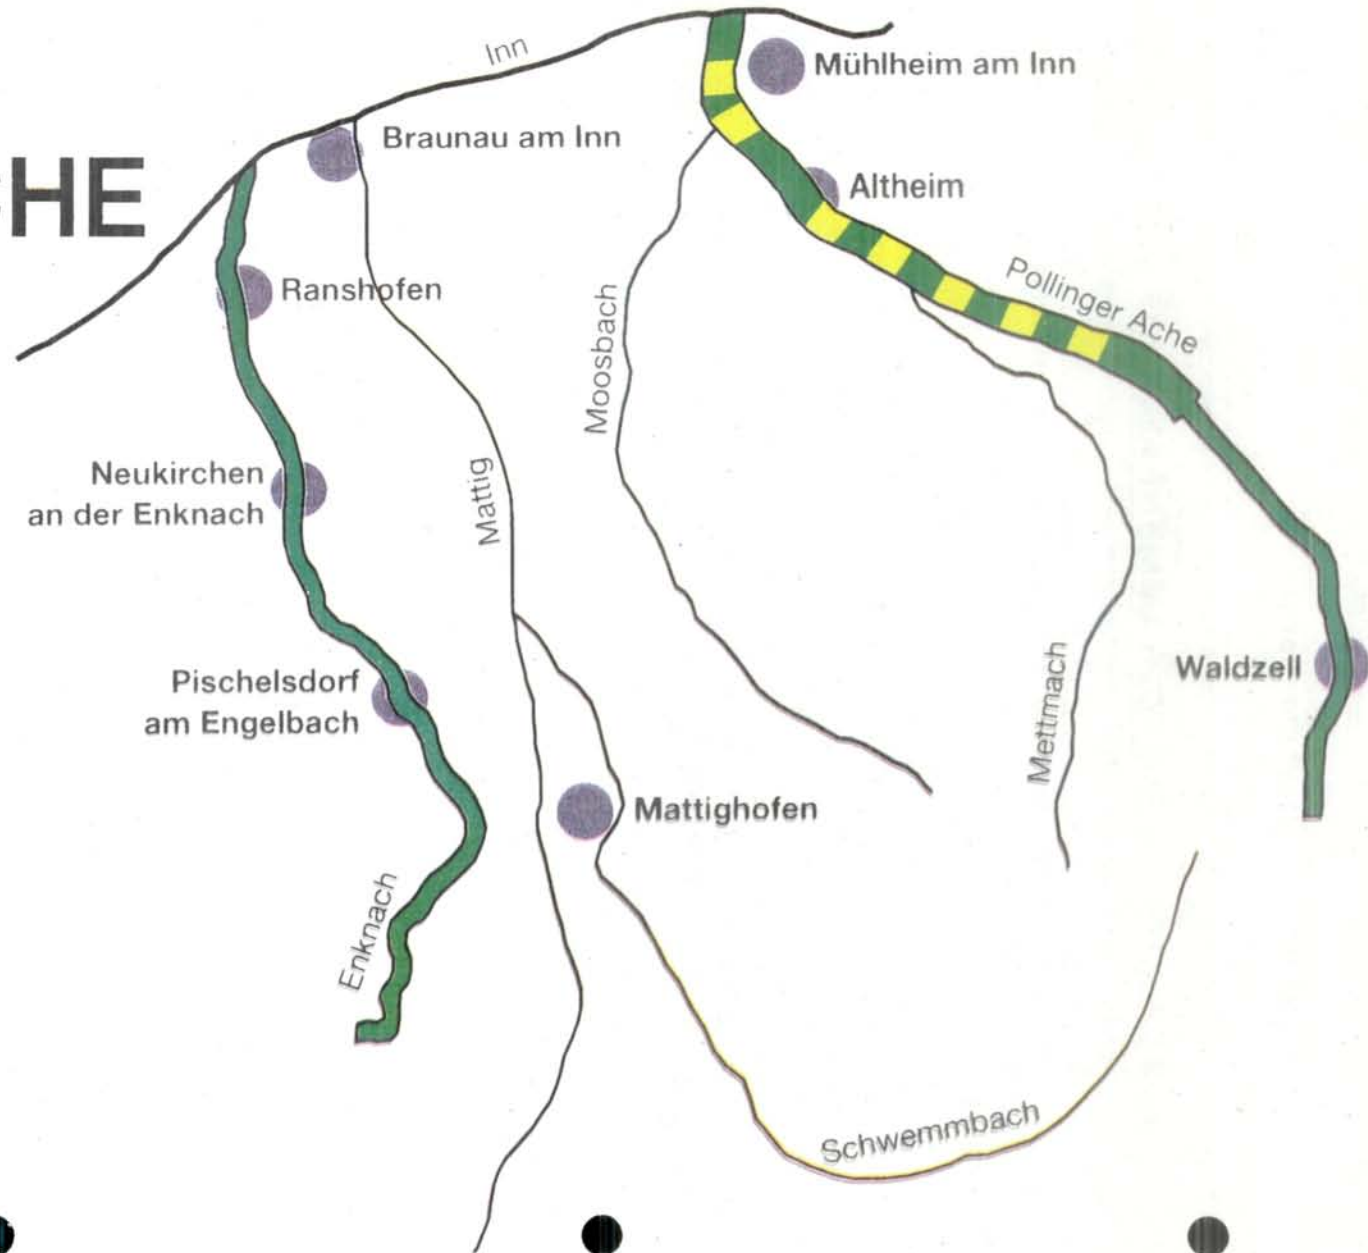 Inn
Mühlheim am Inn
Braunau am Inn
HE
Altheim
Ranshofen
Pollinger Ache
Moosbach
Neukirchen
an der Enknach
Mattig
Pischelsdorf
am Engelbach
Waldzell
Mettmach
Mattighofen
Enknach
Schwemmbach